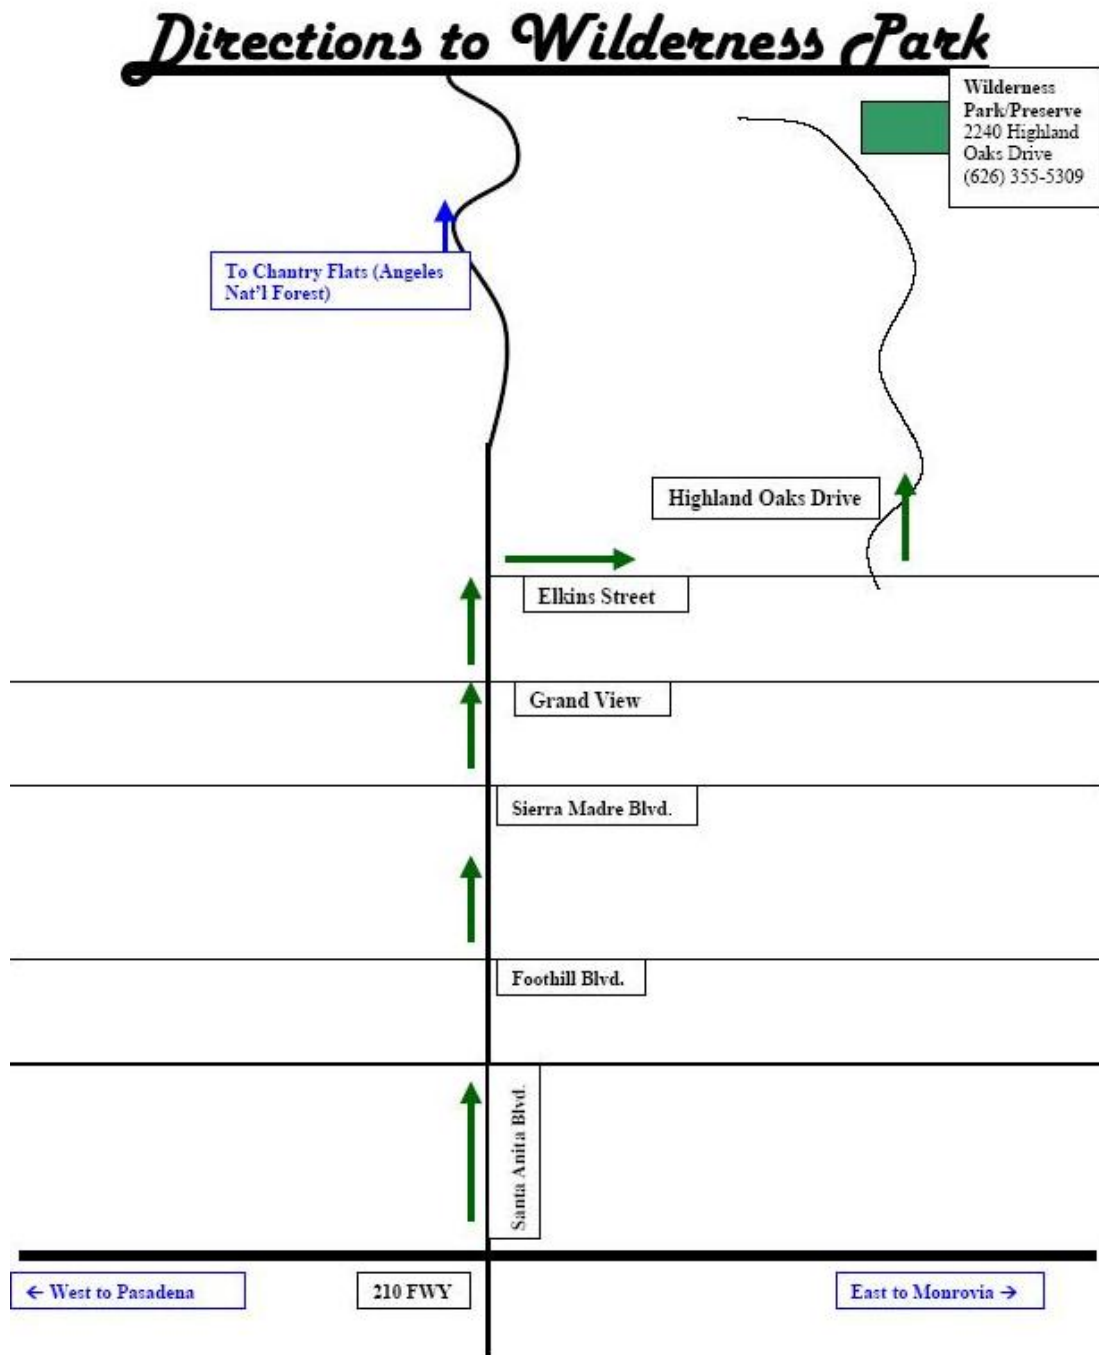 Directions to Wilderness Park
Wilderness
Park/Preserve
2240 Highland
Oaks Drive
(626) 355-5309
To Chantry Flats (Angeles
Nat'l Forest)
Highland Oaks Drive
Elkins Street
Grand View
Sierra Madre Blvd.
Foothill Blvd.
Santa Anita Blvd.
← West to Pasadena
210 FWY
East to Monrovia →